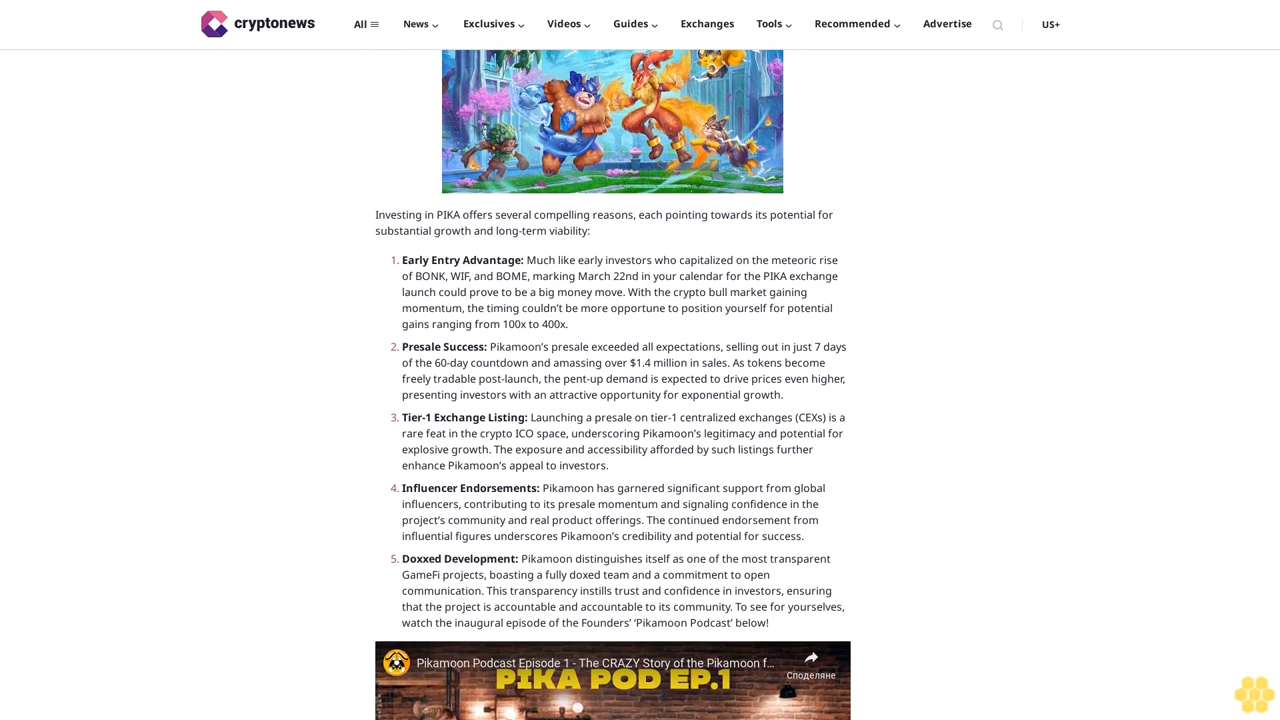 cryptonews All News Exclusives Videos Guides Exchanges Tools Recommended Advertise US+
Investing in PIKA offers several compelling reasons, each pointing towards its potential for
substantial growth and long-term viability:
1. Early Entry Advantage: Much like early investors who capitalized on the meteoric rise
of BONK, WIF, and BOME, marking March 22nd in your calendar for the PIKA exchange
launch could prove to be a big money move. With the crypto bull market gaining
momentum, the timing couldn’t be more opportune to position yourself for potential
gains ranging from 100x to 400x.
2. Presale Success: Pikamoon’s presale exceeded all expectations, selling out in just 7 days
of the 60-day countdown and amassing over $1.4 million in sales. As tokens become
freely tradable post-launch, the pent-up demand is expected to drive prices even higher,
presenting investors with an attractive opportunity for exponential growth.
3. Tier-1 Exchange Listing: Launching a presale on tier-1 centralized exchanges (CEXs) is a
rare feat in the crypto ICO space, underscoring Pikamoon’s legitimacy and potential for
explosive growth. The exposure and accessibility afforded by such listings further
enhance Pikamoon’s appeal to investors.
4. Influencer Endorsements: Pikamoon has garnered significant support from global
influencers, contributing to its presale momentum and signaling confidence in the
project’s community and real product offerings. The continued endorsement from
influential figures underscores Pikamoon’s credibility and potential for success.
5. Doxxed Development: Pikamoon distinguishes itself as one of the most transparent
GameFi projects, boasting a fully doxed team and a commitment to open
communication. This transparency instills trust and confidence in investors, ensuring
that the project is accountable and accountable to its community. To see for yourselves,
watch the inaugural episode of the Founders’ ‘Pikamoon Podcast’ below!
Pikamoon Podcast Episode 1 - The CRAZY Story of the Pikamoon f...
Споделяне
PIKA POD EP.1